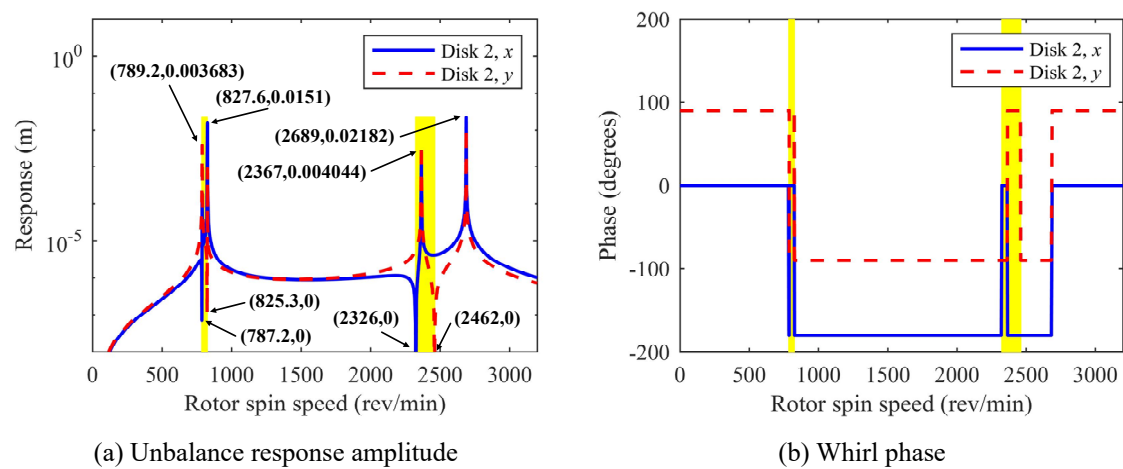 Disk 2, x
Disk 2, y
(789.2,0.003683)
(827.6,0.0151)
(2689,0.02182)
(2367,0.004044)
(825.3,0)
(787.2,0)
(2326,0)
(2462,0)
10^0
10^-5
Response (m)
0 500 1000 1500 2000 2500 3000
Rotor spin speed (rev/min)
(a) Unbalance response amplitude
Disk 2, x
Disk 2, y
200
100
0
-100
-200
Phase (degrees)
0 500 1000 1500 2000 2500 3000
Rotor spin speed (rev/min)
(b) Whirl phase